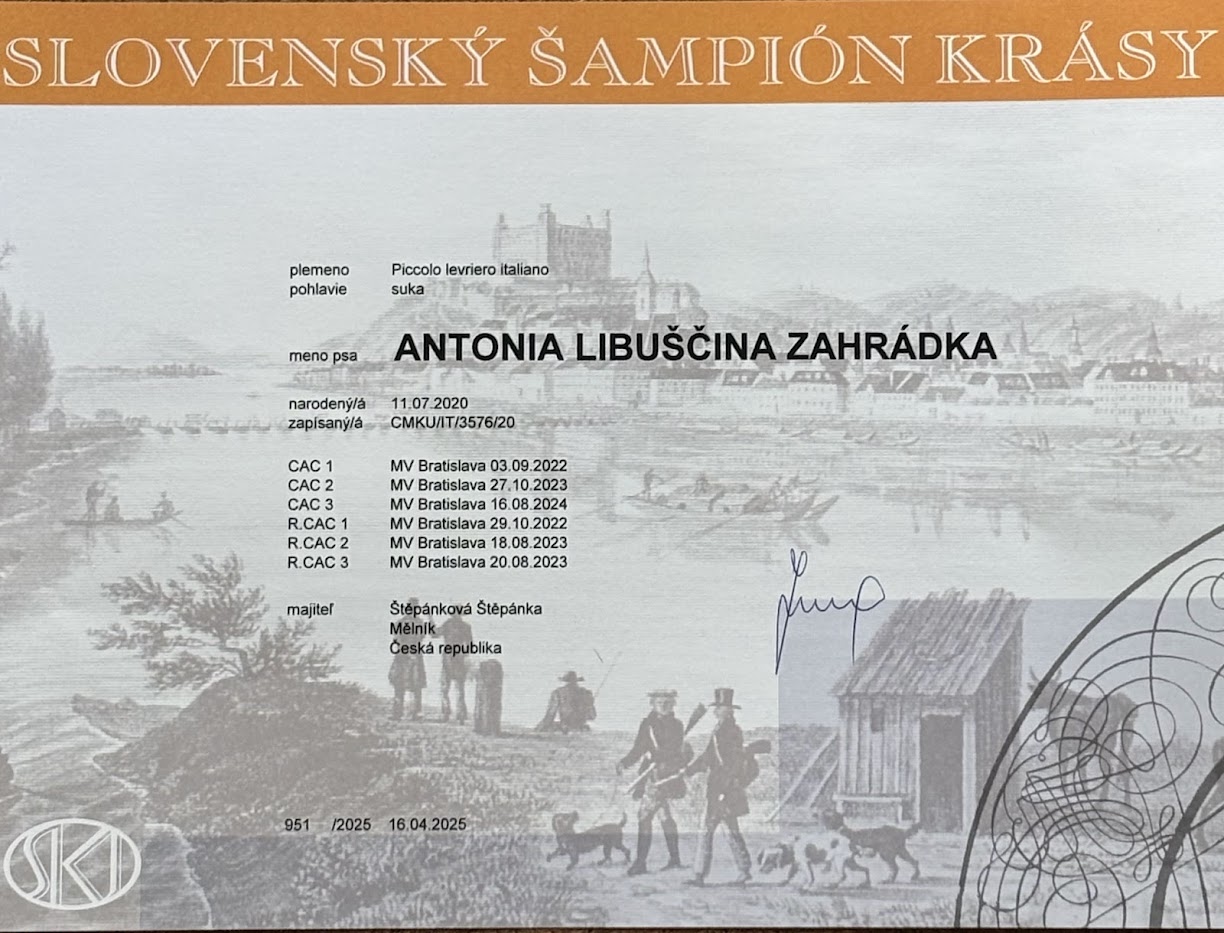 SLOVENSKÝ ŠAMPIÓN KRÁSY
plemeno Piccolo levriero italiano
pohlavie suka
meno psa ANTONIA LIBUŠČINA ZAHRÁDKA
narodený/á 11.07.2020
zapísaný/á CMKU/IT/3576/20
CAC 1 MV Bratislava 03.09.2022
CAC 2 MV Bratislava 27.10.2023
CAC 3 MV Bratislava 16.08.2024
R.CAC 1 MV Bratislava 29.10.2022
R.CAC 2 MV Bratislava 18.08.2023
R.CAC 3 MV Bratislava 20.08.2023
majiteľ Štěpánková Štěpánka
Mělník
Česká republika
951 /2025 16.04.2025
SKJ